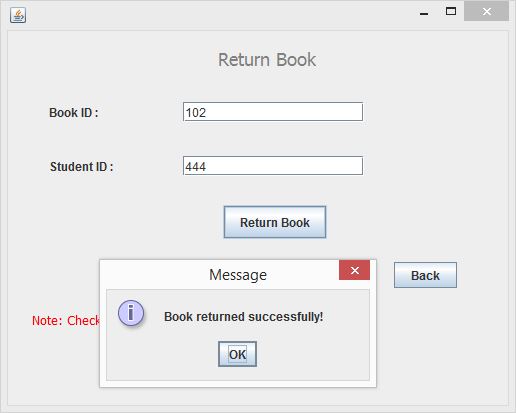 Return Book
Book ID :
102
Student ID :
444
Return Book
Back
Note: Check
Message
Book returned successfully!
OK